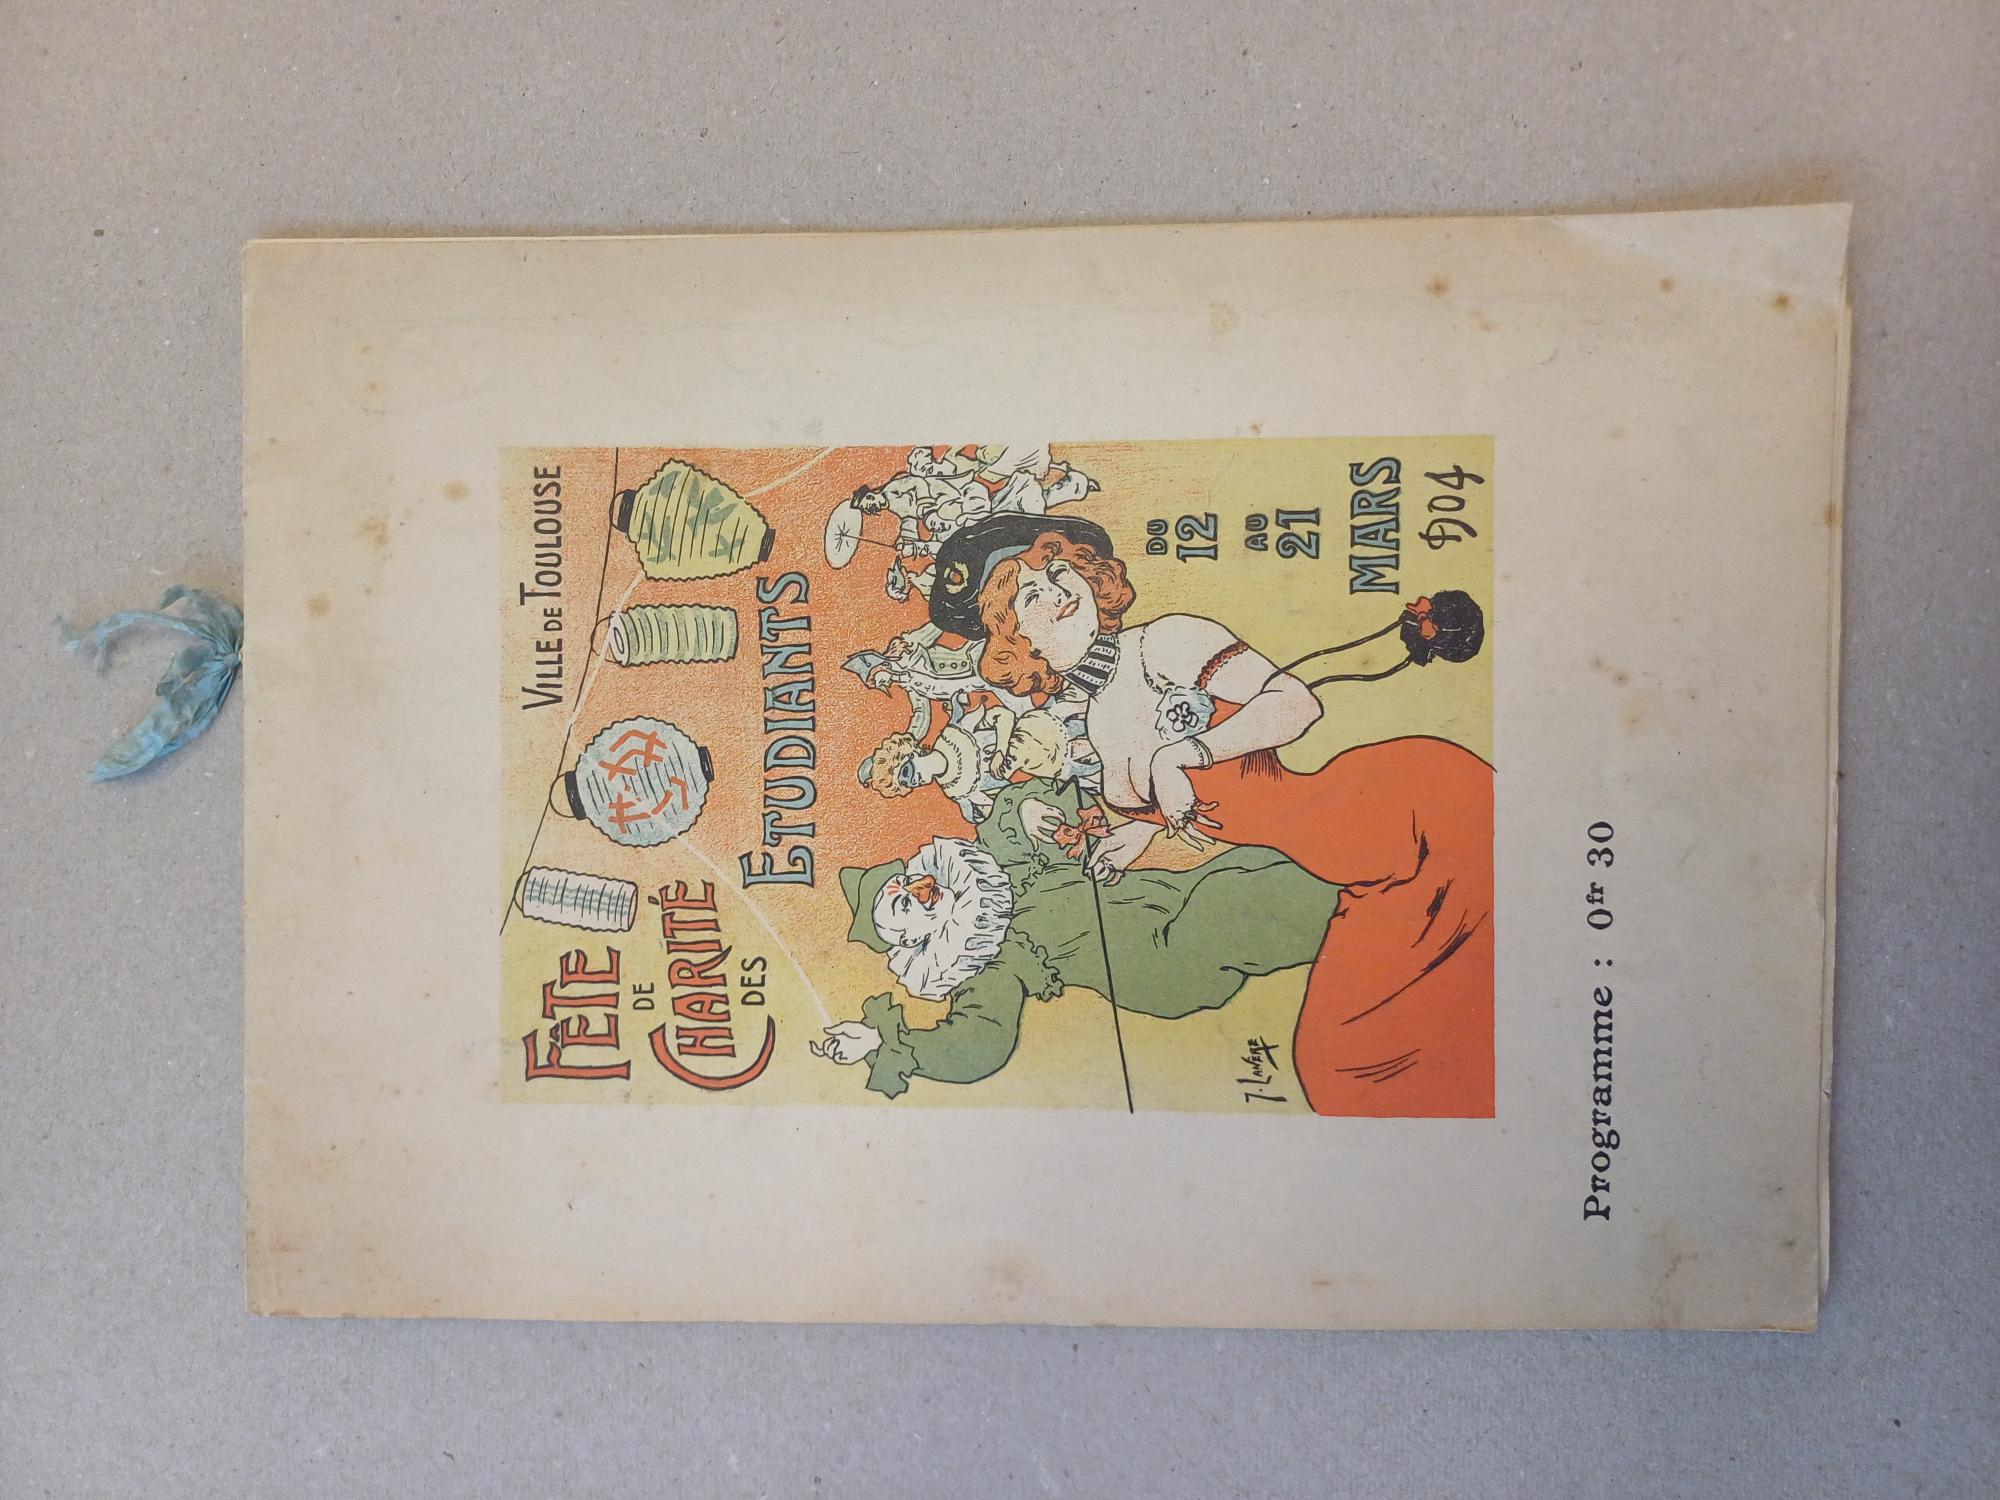 VILLE DE TOULOUSE
FÊTE
DE
CHARITÉ
DES
ETUDIANTS
DU
12
AU
21
MARS
1904
J. LANÈRE
Programme : 0fr 30